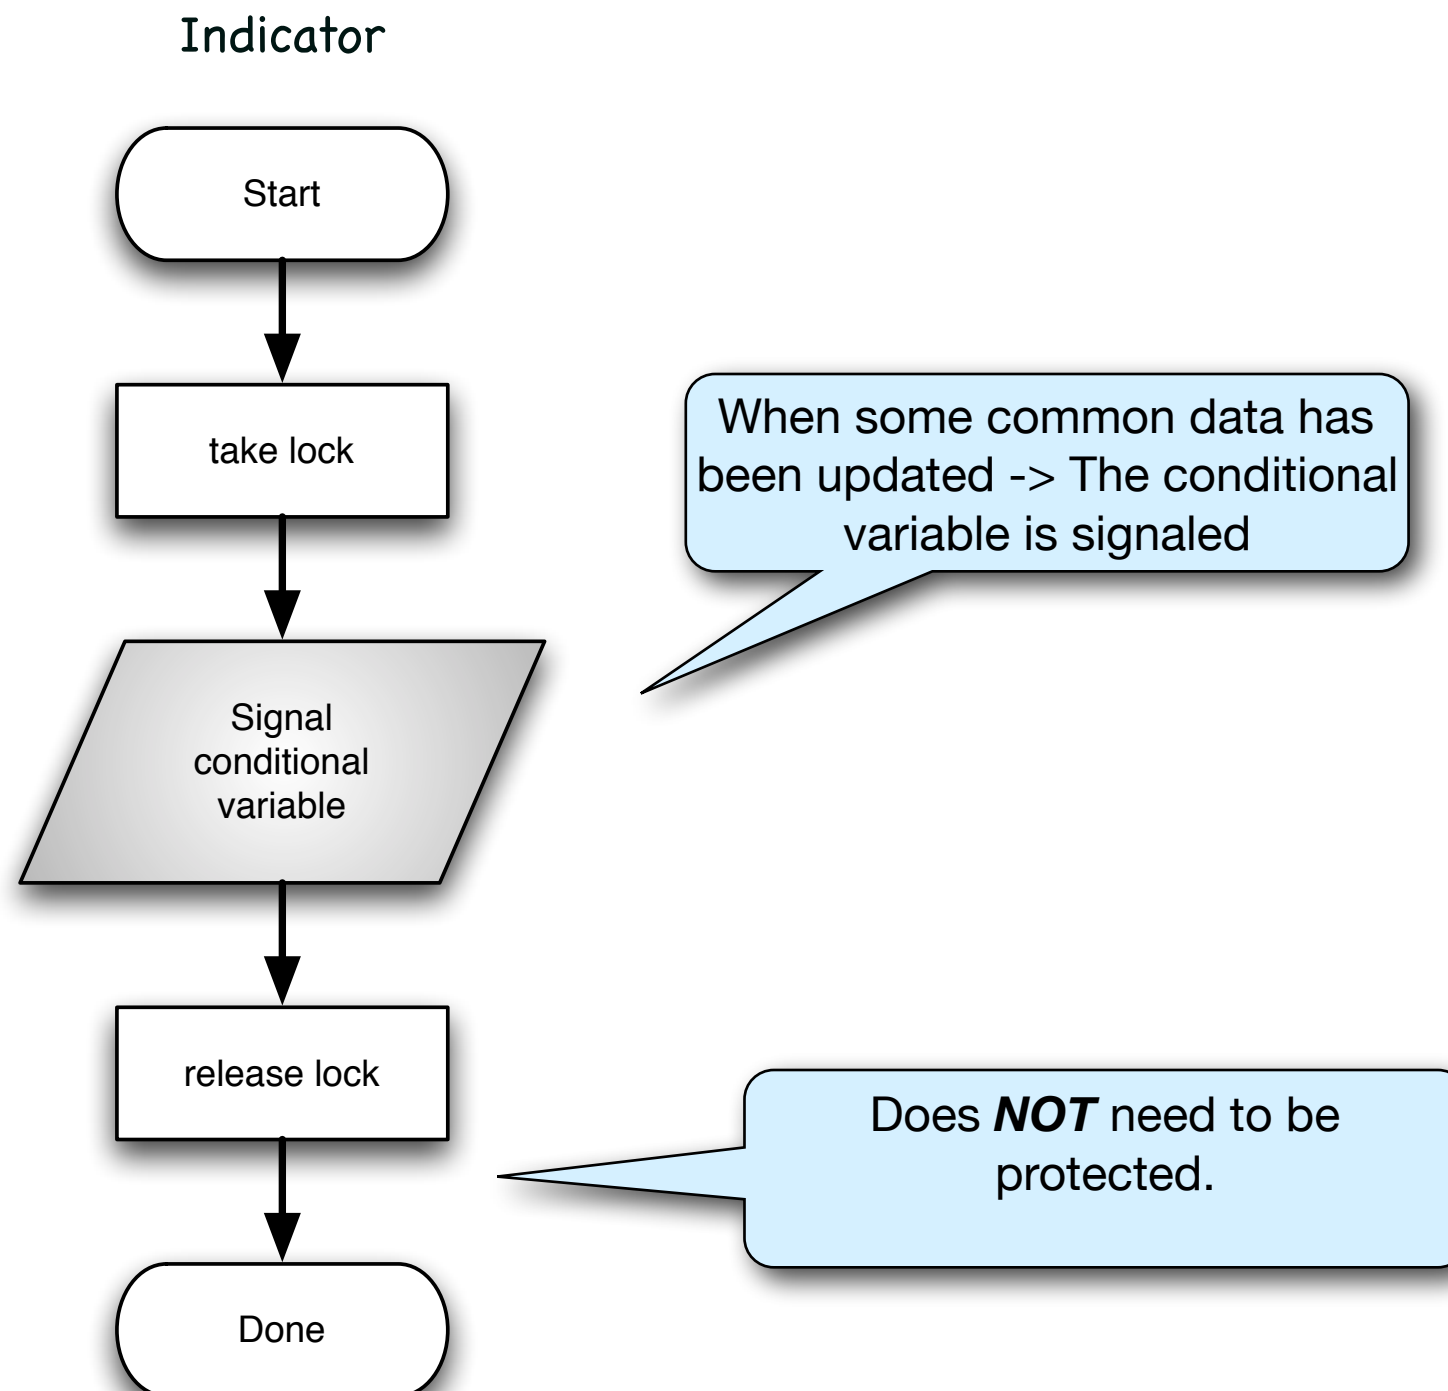 Indicator
Start
take lock
When some common data has
been updated -> The conditional
variable is signaled
Signal
conditional
variable
release lock
Does NOT need to be
protected.
Done